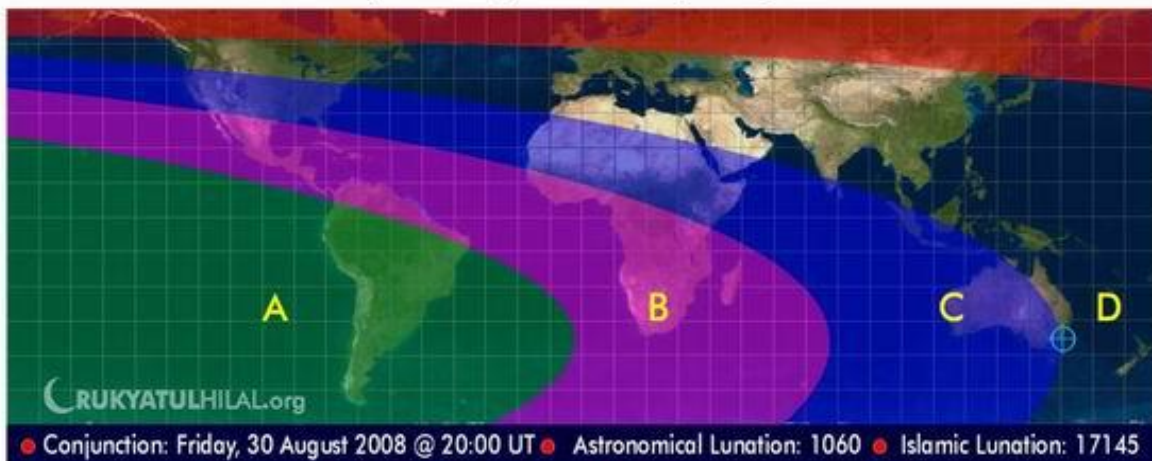 A B C D
RUKYATULHILAL.org
Conjunction: Friday, 30 August 2008 @ 20:00 UT Astronomical Lunation: 1060 Islamic Lunation: 17145